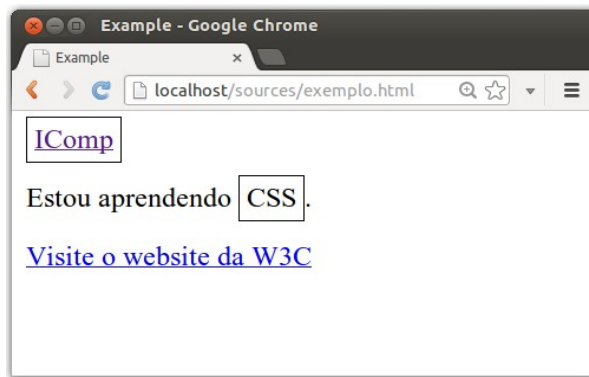 Example - Google Chrome
Example
localhost/sources/exemplo.html
IComp
Estou aprendendo CSS.
Visite o website da W3C